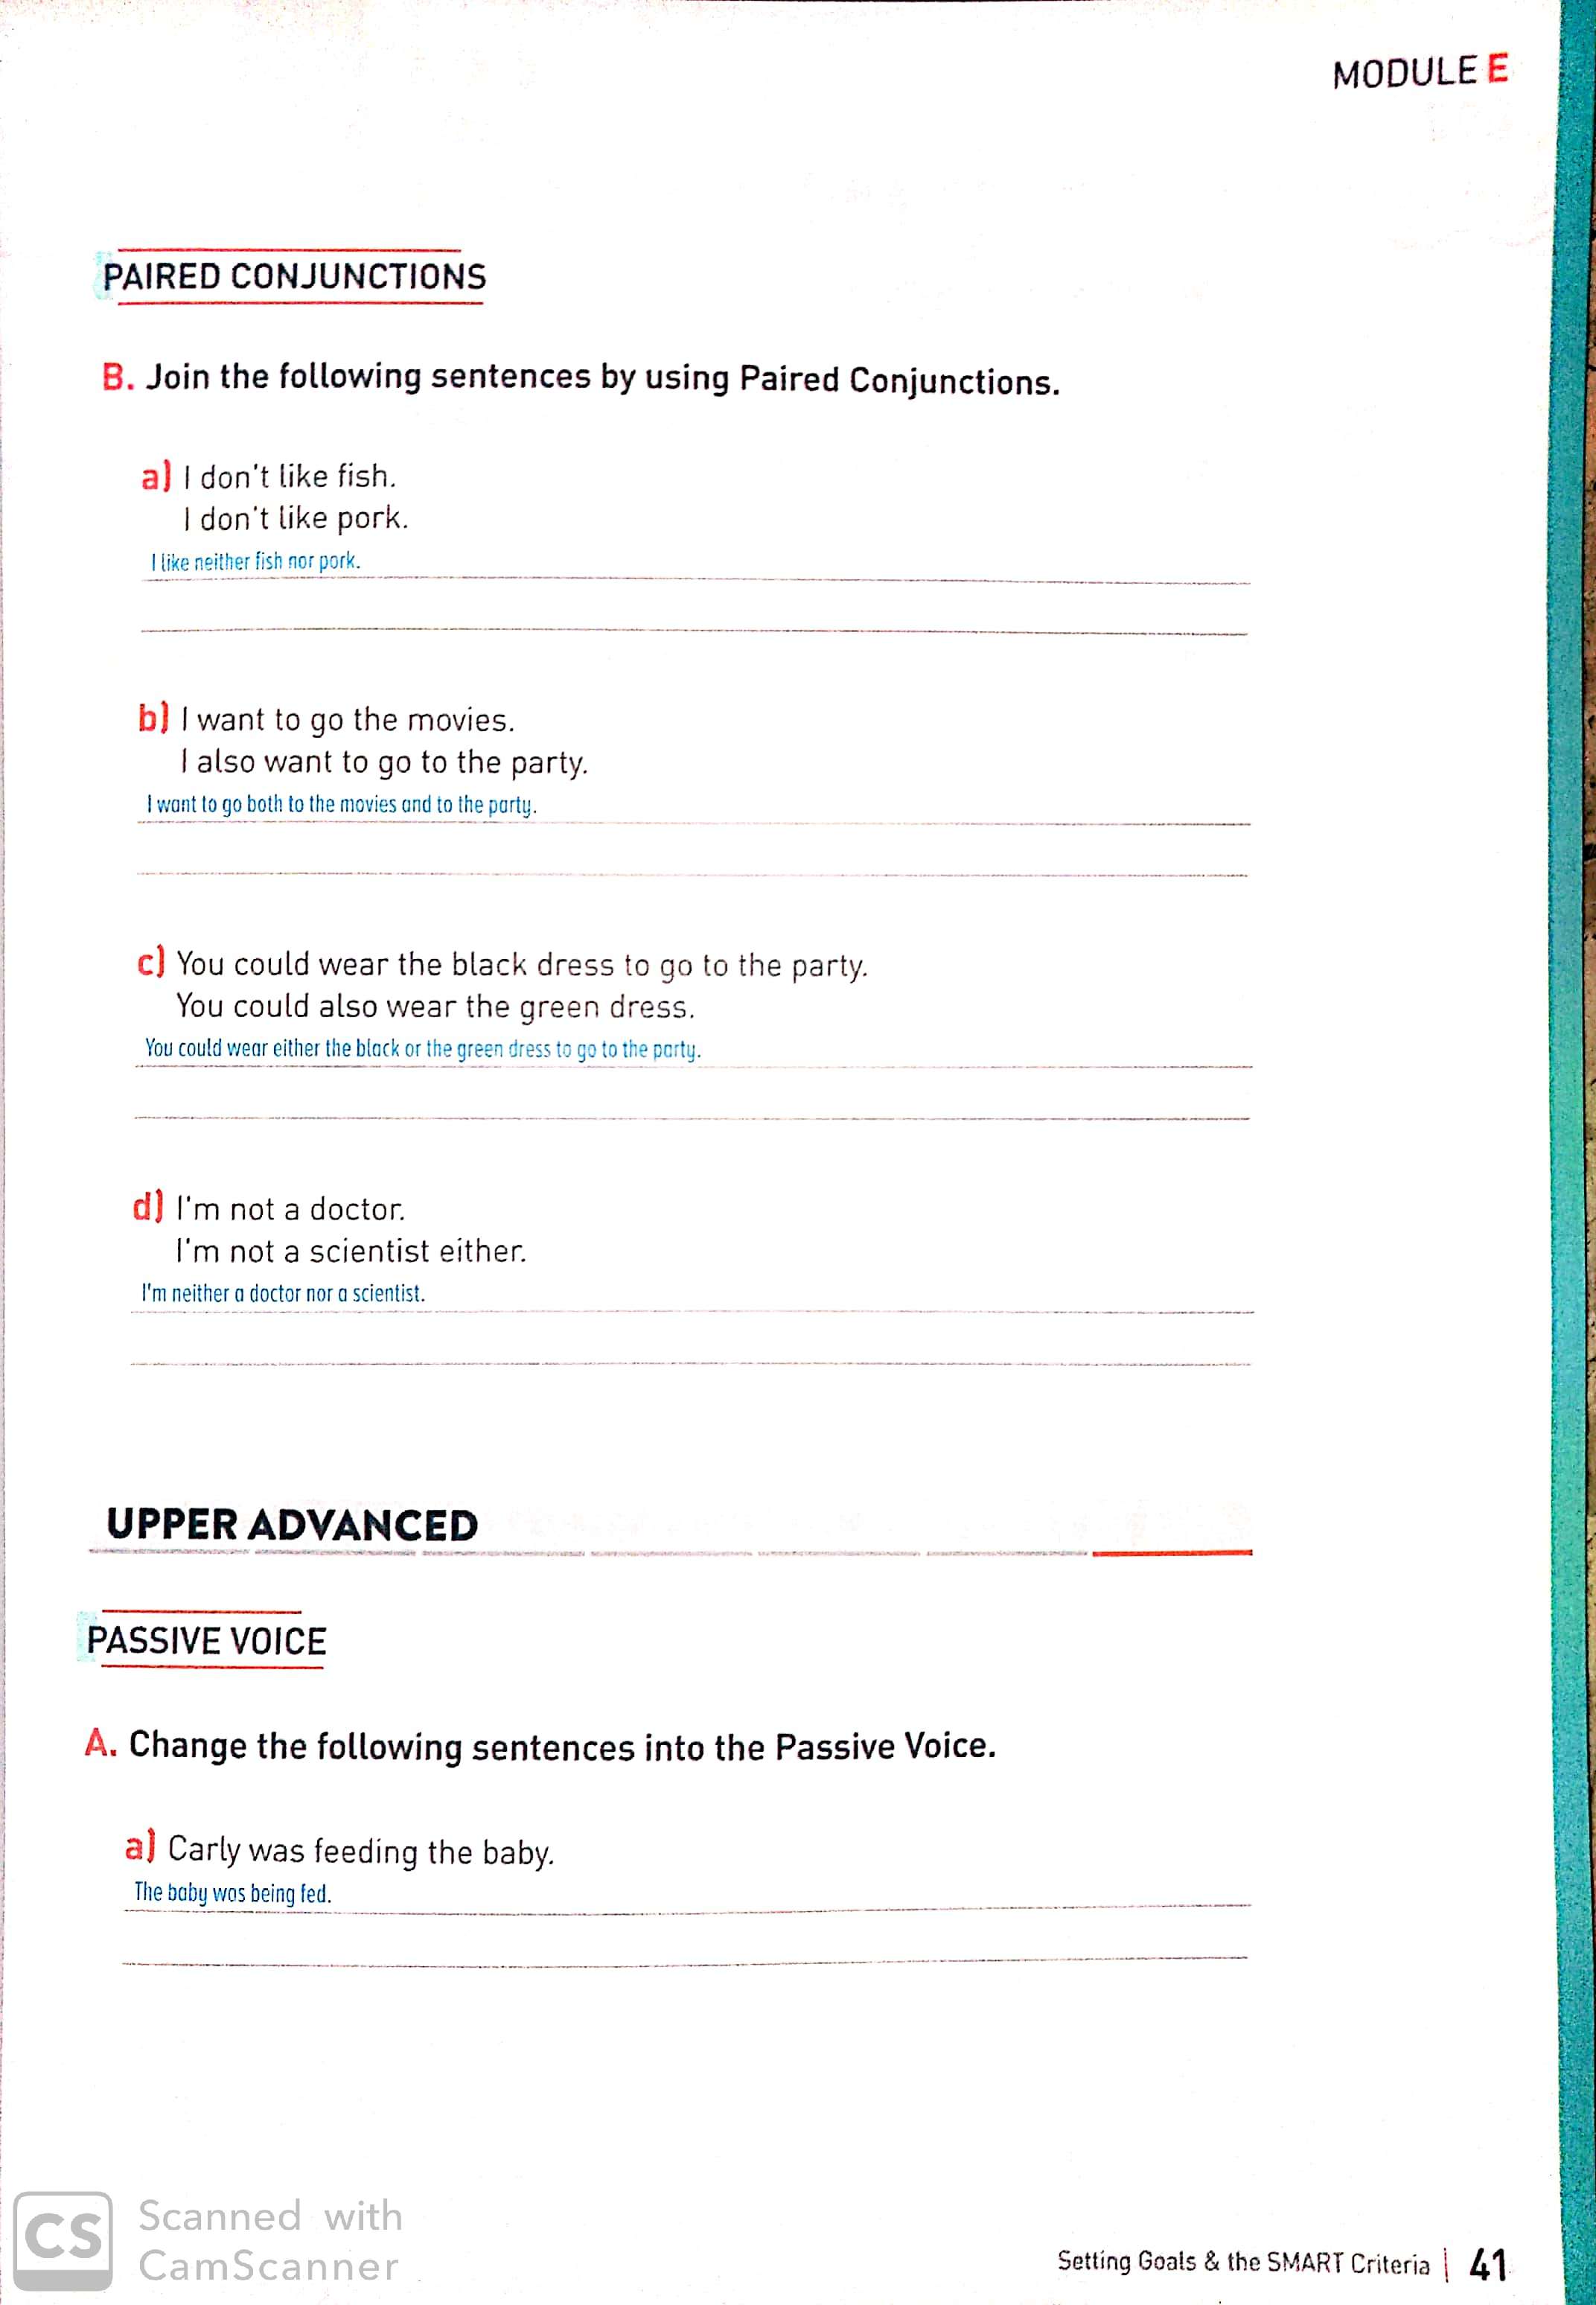 MODULE E
PAIRED CONJUNCTIONS
B. Join the following sentences by using Paired Conjunctions.
a) I don't like fish.
I don't like pork.
I like neither fish nor pork.
b) I want to go the movies.
I also want to go to the party.
I want to go both to the movies and to the party.
c) You could wear the black dress to go to the party.
You could also wear the green dress.
You could wear either the black or the green dress to go to the party.
d) I'm not a doctor.
I'm not a scientist either.
I'm neither a doctor nor a scientist.
UPPER ADVANCED
PASSIVE VOICE
A. Change the following sentences into the Passive Voice.
a) Carly was feeding the baby.
The baby was being fed.
CS Scanned with
CamScanner
Setting Goals & the SMART Criteria | 41